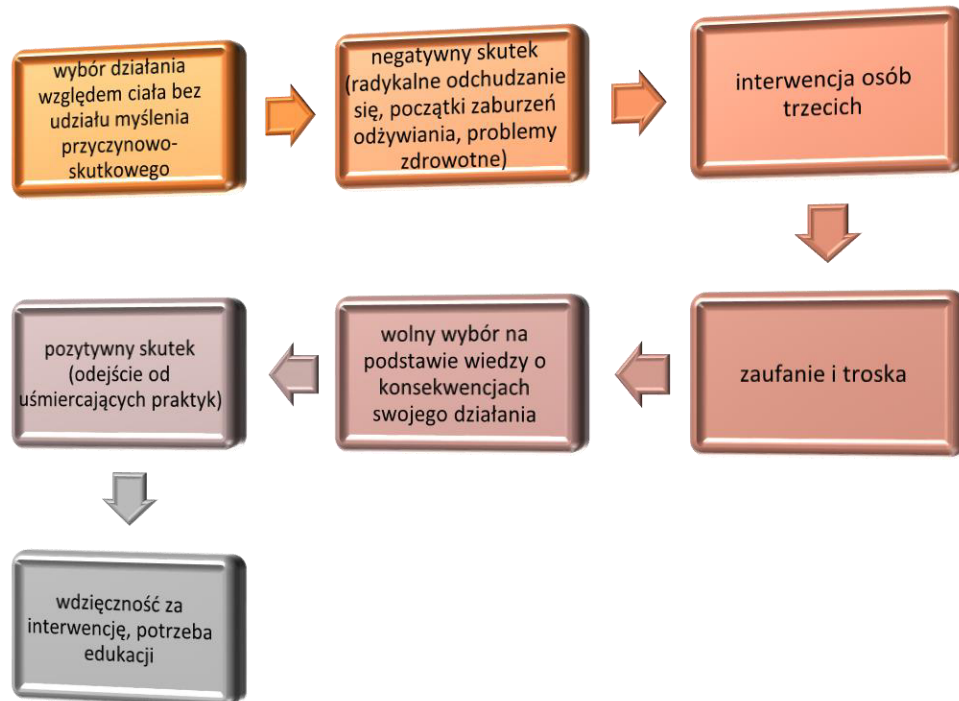 wybór działania
względem ciała bez
udziału myślenia
przyczynowo-
skutkowego
negatywny skutek
(radykalne odchudzanie
się, początki zaburzeń
odżywiania, problemy
zdrowotne)
interwencja osób
trzecich
zaufanie i troska
wolny wybór na
podstawie wiedzy o
konsekwencjach
swojego działania
pozytywny skutek
(odejście od
uśmiercających praktyk)
wdzięczność za
interwencję, potrzeba
edukacji